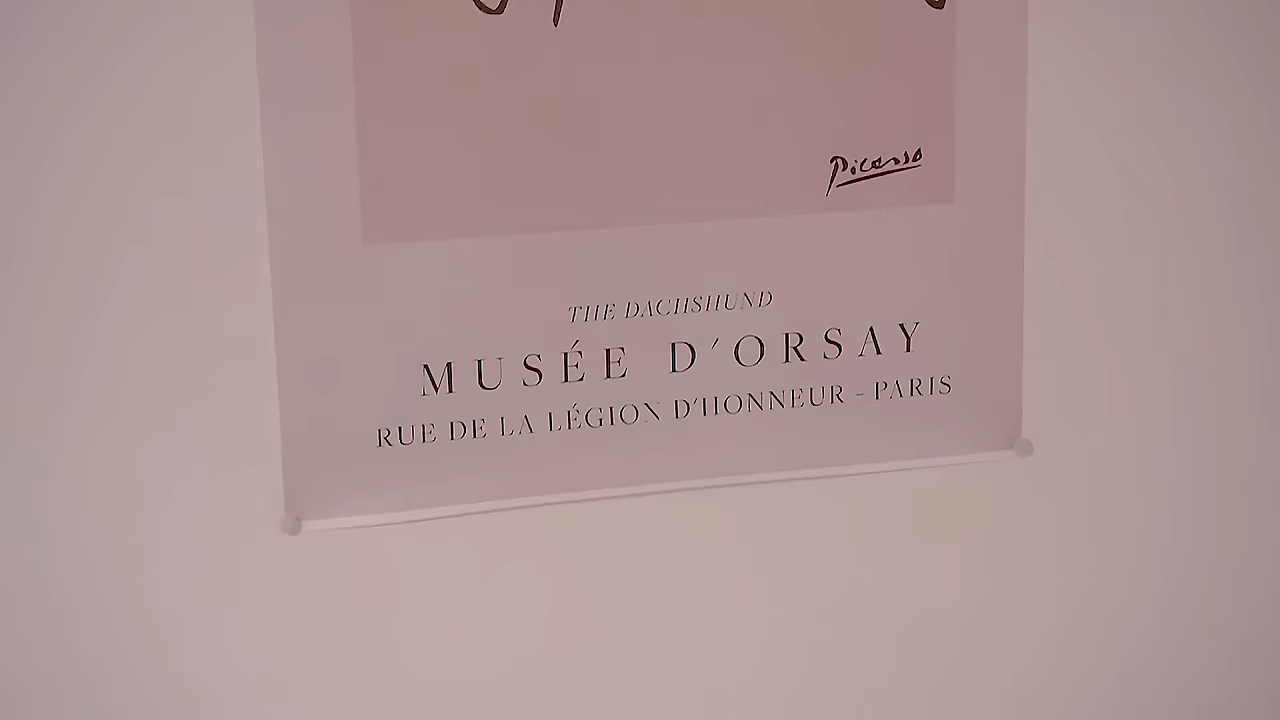 Picasso
THE DACHSHUND
MUSÉE D'ORSAY
RUE DE LA LÉGION D'HONNEUR - PARIS